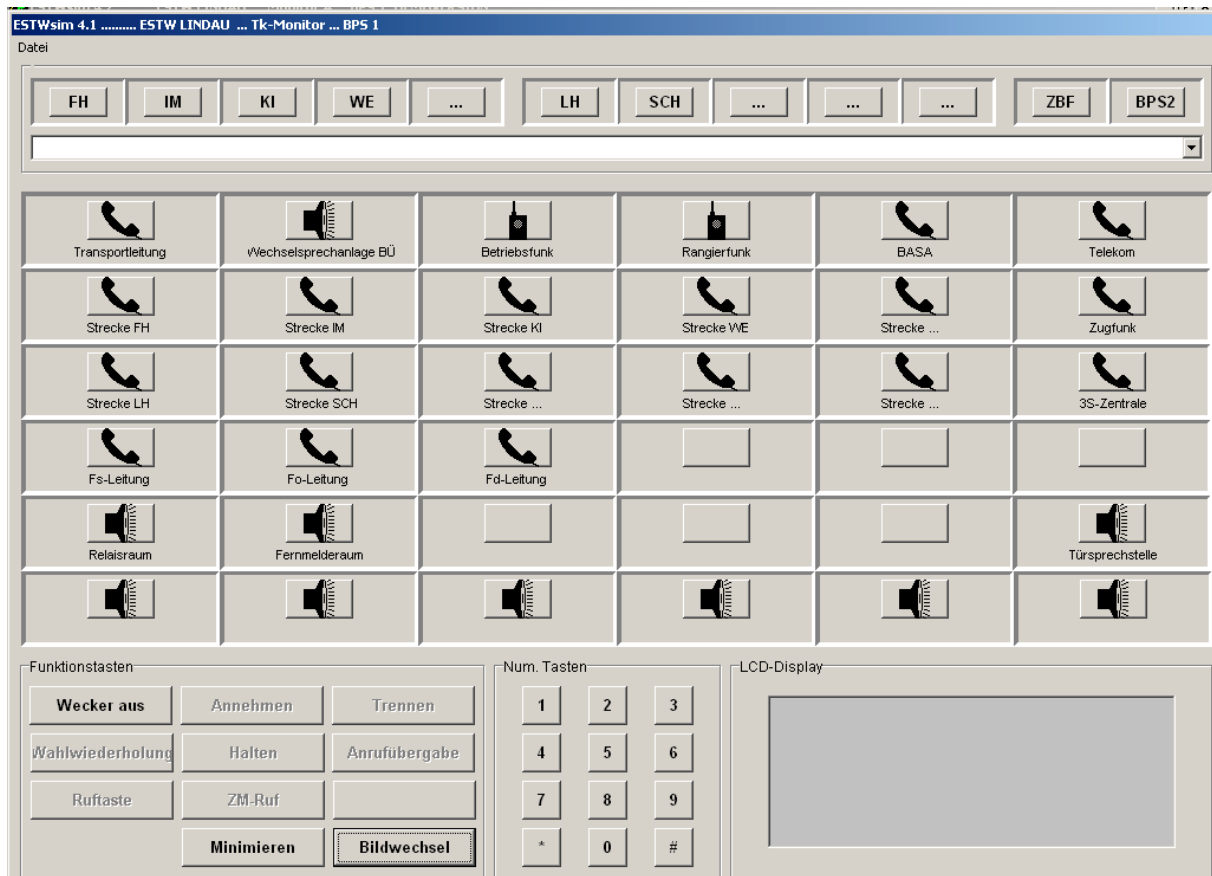 ESTWsim 4.1 .......... ESTW LINDAU ... Tk-Monitor ... BPS 1
Datei
FH IM KI WE ... LH SCH ... ... ... ZBF BPS2
Transportleitung Wechselsprechanlage BÜ Betriebsfunk Rangierfunk BASA Telekom
Strecke FH Strecke IM Strecke KI Strecke WE Strecke ... Zugfunk
Strecke LH Strecke SCH Strecke ... Strecke ... Strecke ... 3S-Zentrale
Fs-Leitung Fo-Leitung Fd-Leitung
Relaisraum Fernmelderaum Türsprechstelle
Funktionstasten Num. Tasten LCD-Display
Wecker aus Annehmen Trennen 1 2 3
Wahlwiederholung Halten Anrufübergabe 4 5 6
Ruftaste ZM-Ruf 7 8 9
Minimieren Bildwechsel * 0 #